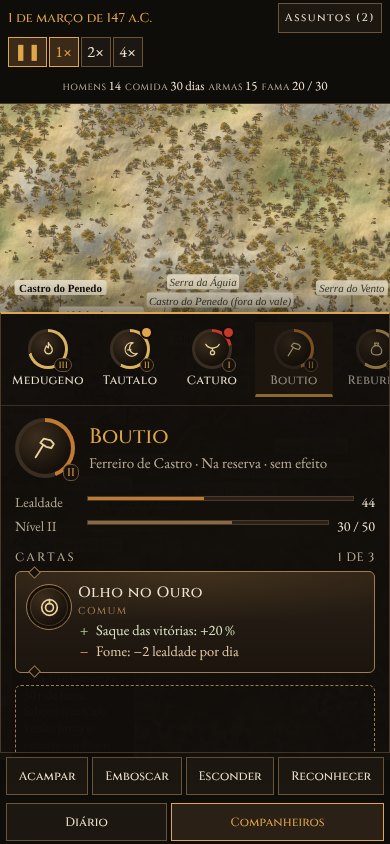 1 DE MARÇO DE 147 A.C.
ASSUNTOS (2)
1× 2× 4×
HOMENS 14 COMIDA 30 dias ARMAS 15 FAMA 20 / 30
Serra da Águia
Castro do Penedo
Serra do Vento
Castro do Penedo (fora do vale)
III II I II
MEDUGENO TAUTALO CATURO BOUTIO REBUR
BOUTIO
Ferreiro de Castro · Na reserva · sem efeito
II
Lealdade 44
Nível II 30 / 50
CARTAS 1 DE 3
OLHO NO OURO
COMUM
+ Saque das vitórias: +20 %
− Fome: −2 lealdade por dia
ACAMPAR EMBOSCAR ESCONDER RECONHECER
DIÁRIO COMPANHEIROS